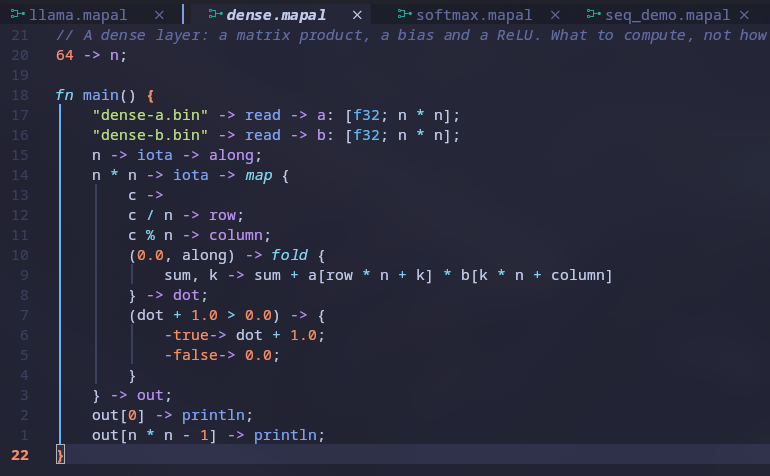 llama.mapal × dense.mapal × softmax.mapal × seq_demo.mapal ×
21 // A dense layer: a matrix product, a bias and a ReLU. What to compute, not how
20 64 -> n;
19
18 fn main() {
17 "dense-a.bin" -> read -> a: [f32; n * n];
16 "dense-b.bin" -> read -> b: [f32; n * n];
15 n -> iota -> along;
14 n * n -> iota -> map {
13 c ->
12 c / n -> row;
11 c % n -> column;
10 (0.0, along) -> fold {
9 sum, k -> sum + a[row * n + k] * b[k * n + column]
8 } -> dot;
7 (dot + 1.0 > 0.0) -> {
6 -true-> dot + 1.0;
5 -false-> 0.0;
4 }
3 } -> out;
2 out[0] -> println;
1 out[n * n - 1] -> println;
22 }